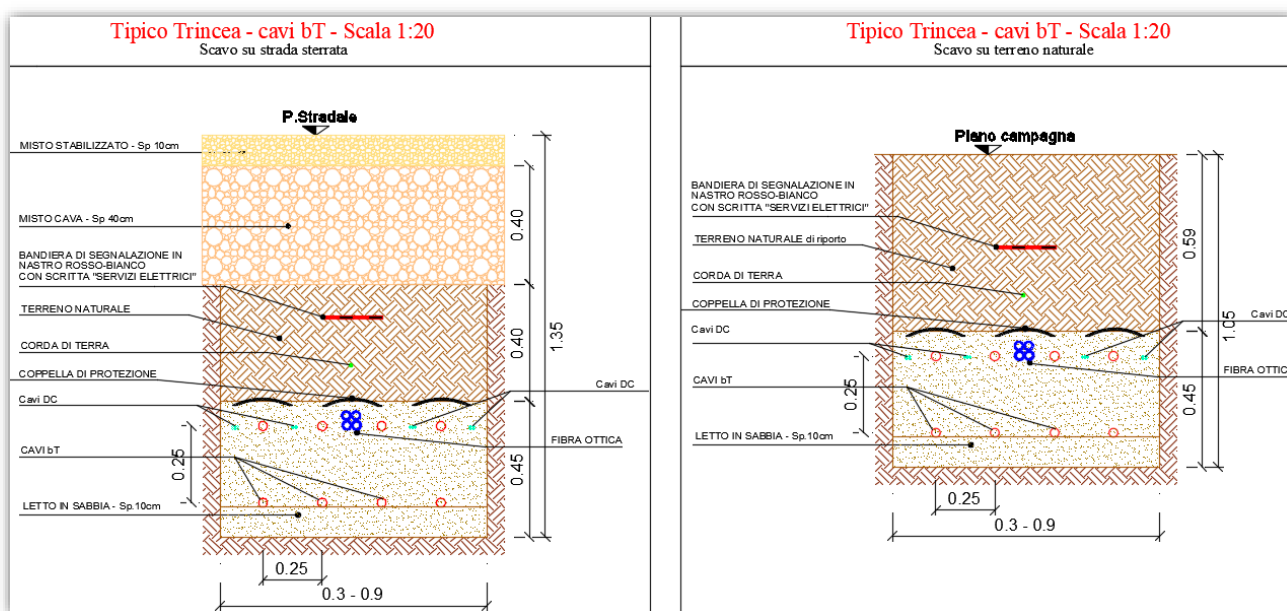 Tipico Trincea - cavi bT - Scala 1:20
Scavo su strada sterrata
P.Stradale
MISTO STABILIZZATO - Sp 10cm
MISTO CAVA - Sp 40cm
BANDIERA DI SEGNALAZIONE IN
NASTRO ROSSO-BIANCO
CON SCRITTA "SERVIZI ELETTRICI"
TERRENO NATURALE
CORDA DI TERRA
COPPELLA DI PROTEZIONE
Cavi DC
CAVI bT
LETTO IN SABBIA - Sp.10cm
Cavi DC
FIBRA OTTICA
0.40
0.40
0.45
1.35
0.25
0.25
0.3 - 0.9
Tipico Trincea - cavi bT - Scala 1:20
Scavo su terreno naturale
Piano campagna
BANDIERA DI SEGNALAZIONE IN
NASTRO ROSSO-BIANCO
CON SCRITTA "SERVIZI ELETTRICI"
TERRENO NATURALE di riporto
CORDA DI TERRA
COPPELLA DI PROTEZIONE
Cavi DC
CAVI bT
LETTO IN SABBIA - Sp.10cm
Cavi DC
FIBRA OTTICA
0.59
0.45
1.05
0.25
0.25
0.3 - 0.9